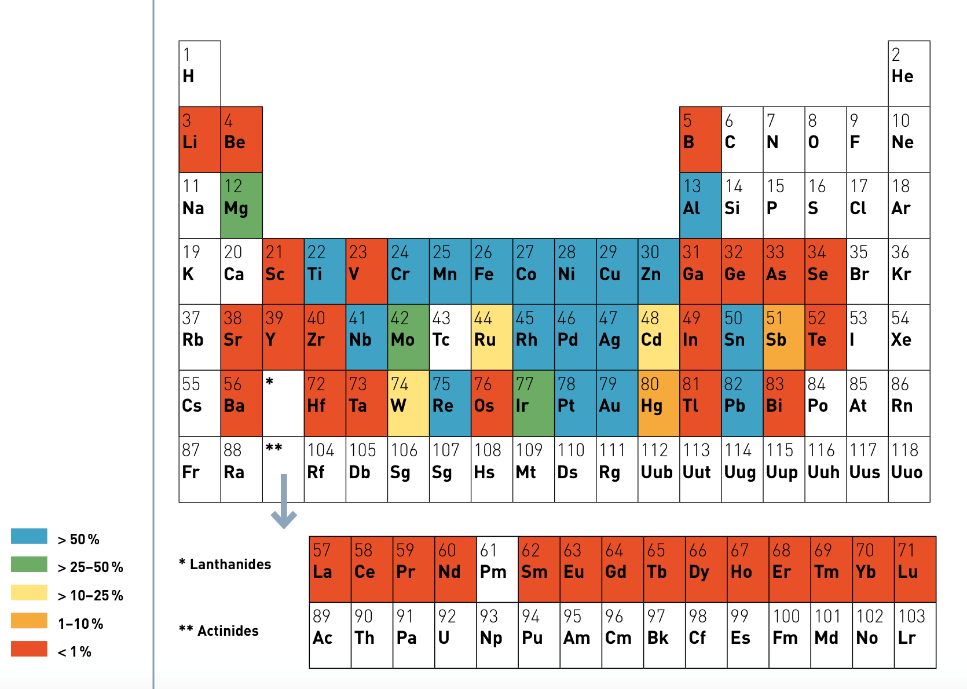 1 2
H He
3 4 5 6 7 8 9 10
Li Be B C N O F Ne
11 12 13 14 15 16 17 18
Na Mg Al Si P S Cl Ar
19 20 21 22 23 24 25 26 27 28 29 30 31 32 33 34 35 36
K Ca Sc Ti V Cr Mn Fe Co Ni Cu Zn Ga Ge As Se Br Kr
37 38 39 40 41 42 43 44 45 46 47 48 49 50 51 52 53 54
Rb Sr Y Zr Nb Mo Tc Ru Rh Pd Ag Cd In Sn Sb Te I Xe
55 56 * 72 73 74 75 76 77 78 79 80 81 82 83 84 85 86
Cs Ba Hf Ta W Re Os Ir Pt Au Hg Tl Pb Bi Po At Rn
87 88 ** 104 105 106 107 108 109 110 111 112 113 114 115 116 117 118
Fr Ra Rf Db Sg Sg Hs Mt Ds Rg Uub Uut Uug Uup Uuh Uus Uuo
> 50 %
> 25–50 %
> 10–25 %
1–10 %
< 1 %
* Lanthanides
57 58 59 60 61 62 63 64 65 66 67 68 69 70 71
La Ce Pr Nd Pm Sm Eu Gd Tb Dy Ho Er Tm Yb Lu
** Actinides
89 90 91 92 93 94 95 96 97 98 99 100 101 102 103
Ac Th Pa U Np Pu Am Cm Bk Cf Es Fm Md No Lr